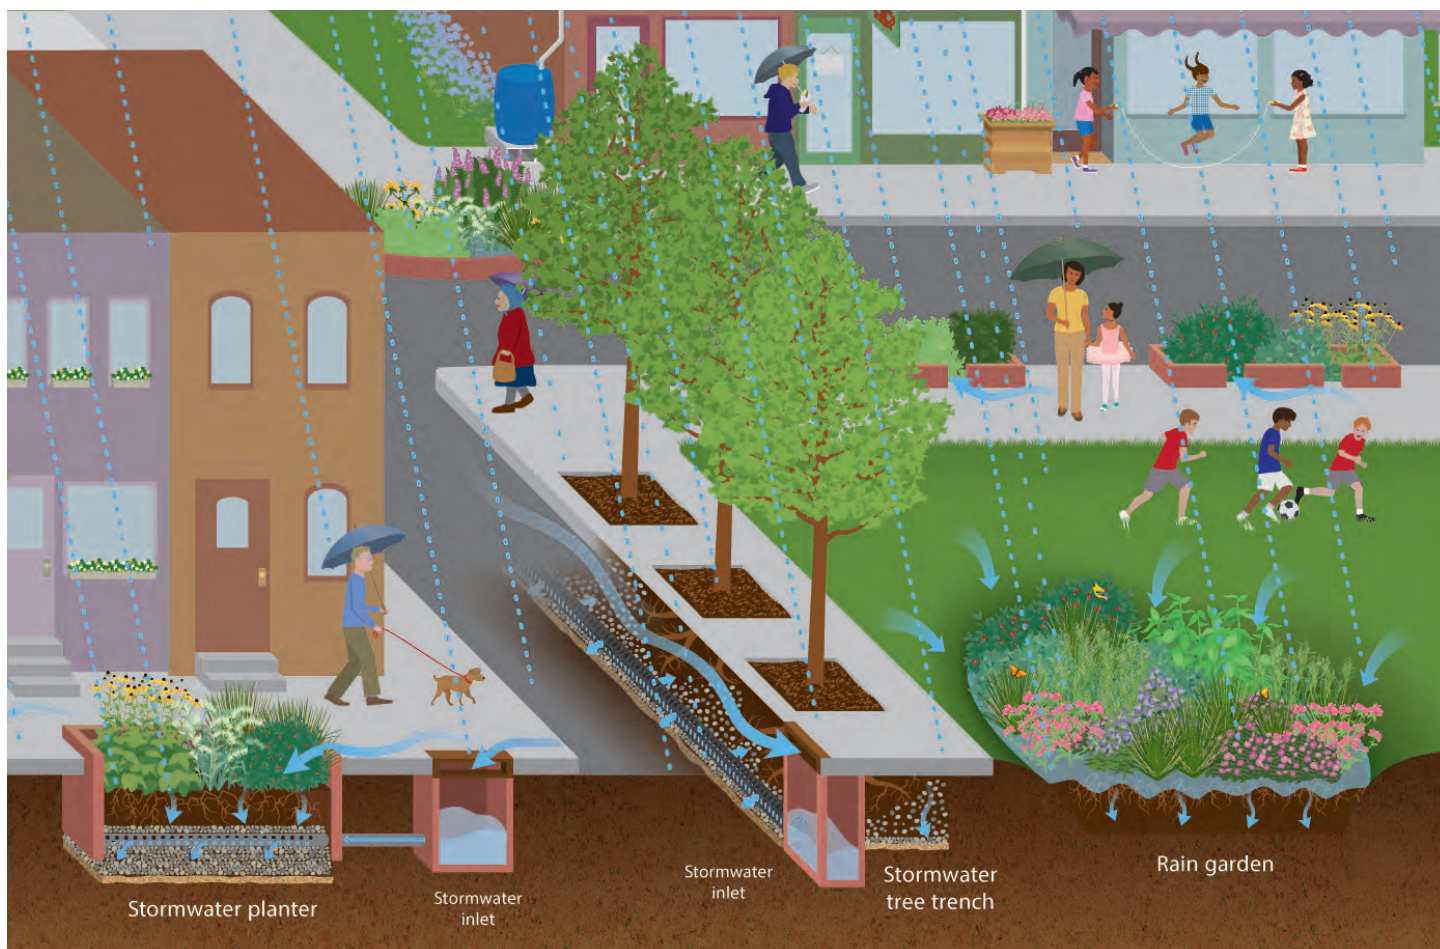 Stormwater planter
Stormwater
inlet
Stormwater
inlet
Stormwater
tree trench
Rain garden